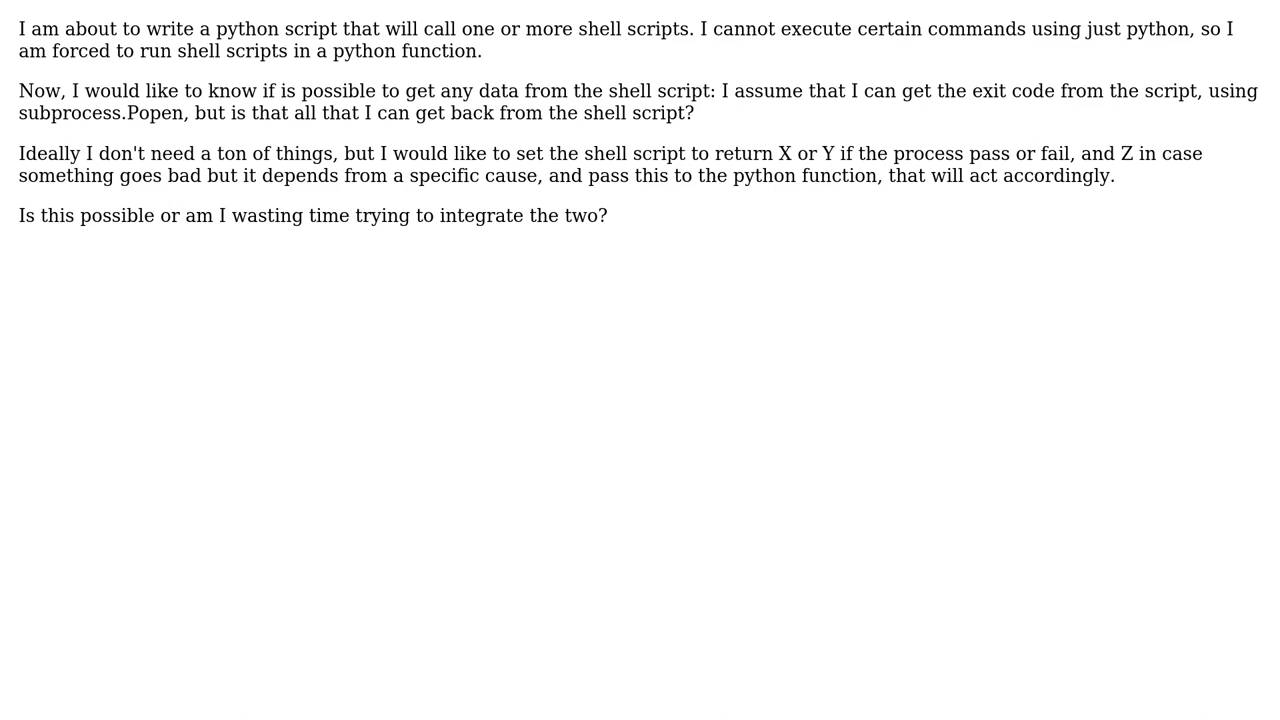 I am about to write a python script that will call one or more shell scripts. I cannot execute certain commands using just python, so I
am forced to run shell scripts in a python function.
Now, I would like to know if is possible to get any data from the shell script: I assume that I can get the exit code from the script, using
subprocess.Popen, but is that all that I can get back from the shell script?
Ideally I don't need a ton of things, but I would like to set the shell script to return X or Y if the process pass or fail, and Z in case
something goes bad but it depends from a specific cause, and pass this to the python function, that will act accordingly.
Is this possible or am I wasting time trying to integrate the two?